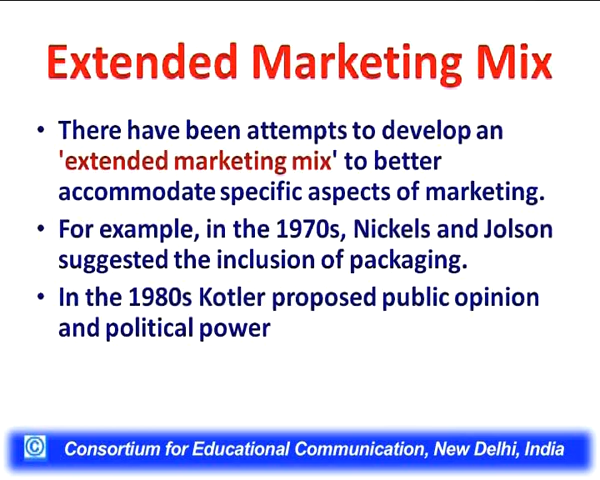 Extended Marketing Mix
• There have been attempts to develop an
'extended marketing mix' to better
accommodate specific aspects of marketing.
• For example, in the 1970s, Nickels and Jolson
suggested the inclusion of packaging.
• In the 1980s Kotler proposed public opinion
and political power
© Consortium for Educational Communication, New Delhi, India